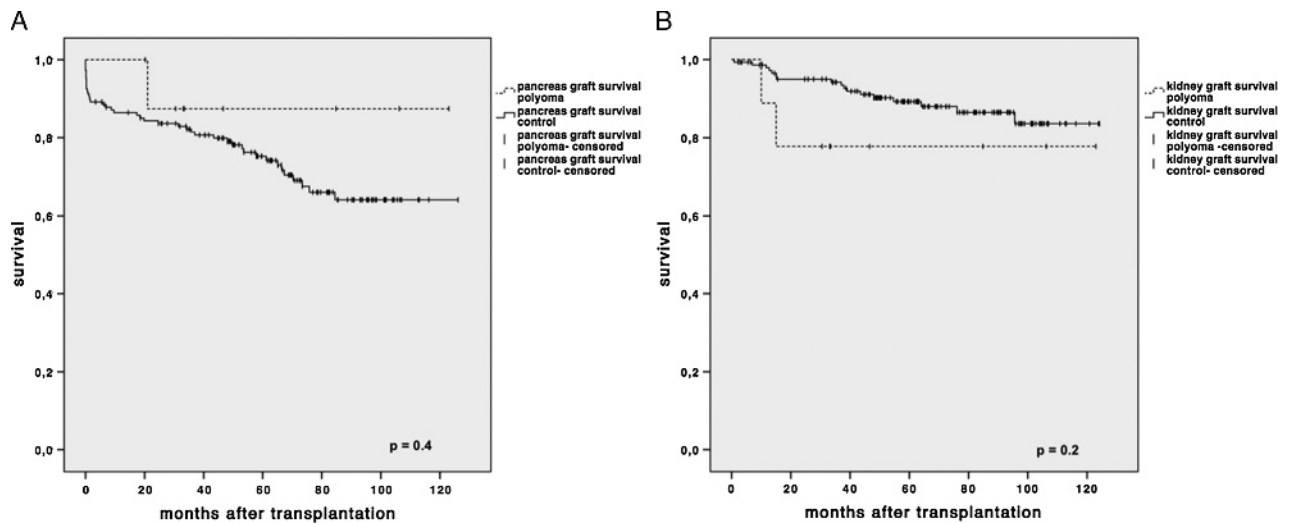 A
1,0
0,8
0,6
0,4
0,2
0,0
survival
0 20 40 60 80 100 120
months after transplantation
p = 0.4
pancreas graft survival
polyoma
pancreas graft survival
control
pancreas graft survival
polyoma- censored
pancreas graft survival
control- censored
B
1,0
0,8
0,6
0,4
0,2
0,0
survival
0 20 40 60 80 100 120
months after transplantation
p = 0.2
kidney graft survival
polyoma
kidney graft survival
control
kidney graft survival
polyoma -censored
kidney graft survival
control- censored